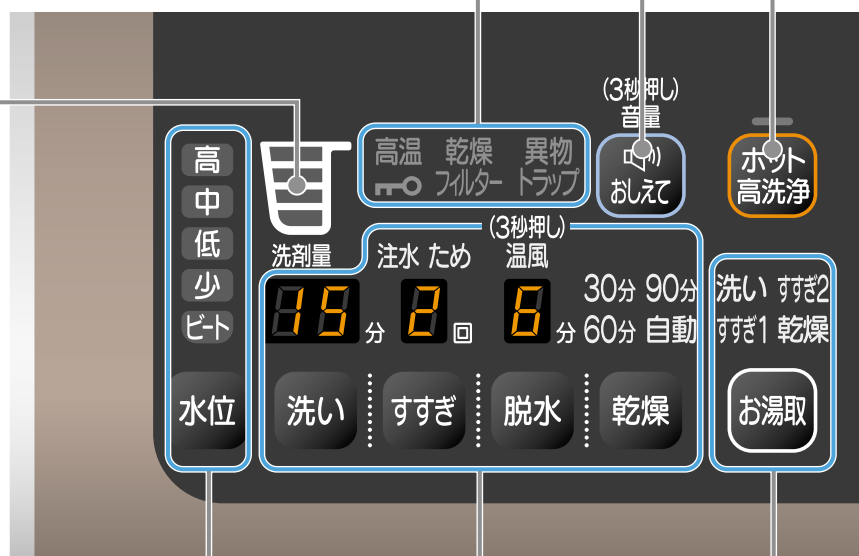 (3秒押し)
音量
おしえて
ホット
高洗浄
高温 乾燥 異物
フィルター トラップ
高
中
低
少
ビート
水位
洗剤量
注水 ため
(3秒押し)
温風
15 分 2 回 6 分
30分 90分
60分 自動
洗い すすぎ2
すすぎ1 乾燥
洗い
すすぎ
脱水
乾燥
お湯取